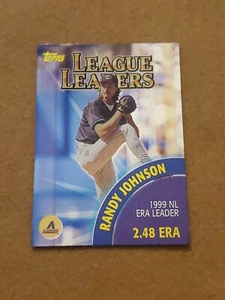 Topps
LEAGUE
LEADERS
RANDY JOHNSON
1999 NL
ERA LEADER
2.48 ERA